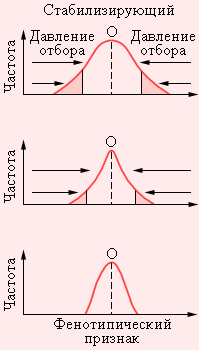 Стабилизирующий
О
Давление отбора
Давление отбора
Частота
О
Частота
О
Частота
Фенотипический
признак